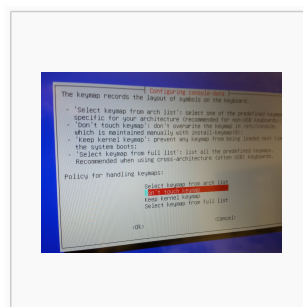 Configuring console-data
The keymap records the layout of symbols on the keyboard.
- 'Select keymap from arch list': select one of the predefined keymaps
specific for your architecture (recommended for non-USB keyboards)
- 'Don't touch keymap': don't overwrite the keymap in
which is maintained manually with install-keymap(8);
- 'Keep kernel keymap': prevent any keymap from being loaded next time
the system boots;
- 'Select keymap from full list': list all the predefined keymaps.
Recommended when using cross-architecture (often USB) keyboards.
Policy for handling keymaps:
Select keymap from arch list
Don't touch keymap
Keep kernel keymap
Select keymap from full list
<Ok>
<Cancel>